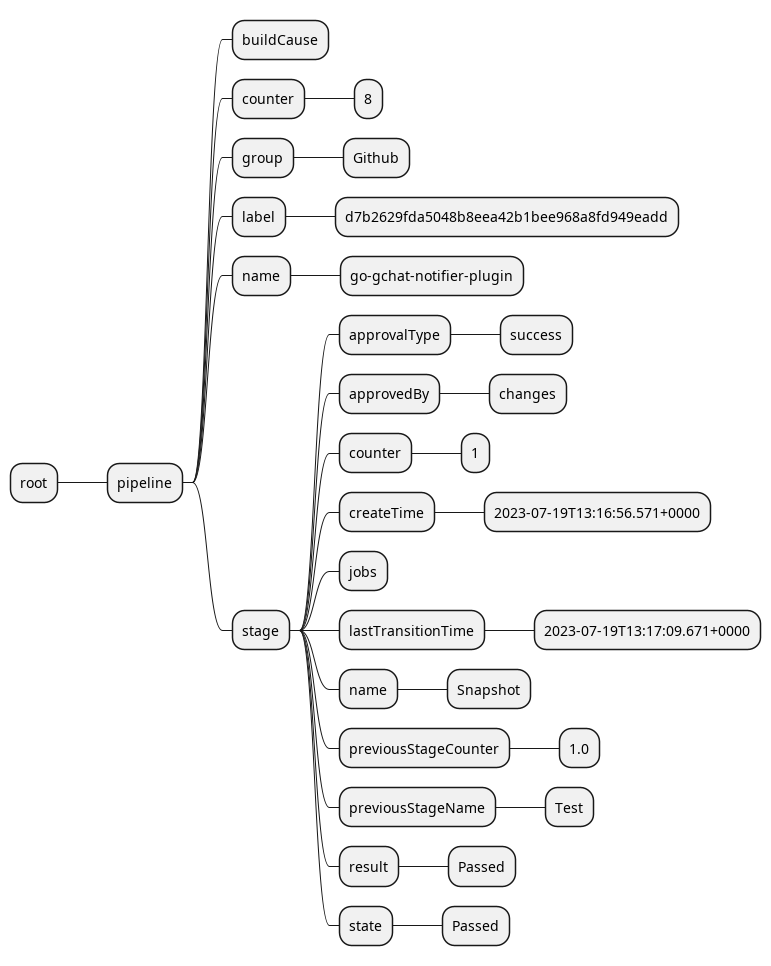 buildCause
counter
8
group
Github
label
d7b2629fda5048b8eea42b1bee968a8fd949eadd
name
go-gchat-notifier-plugin
approvalType
success
approvedBy
changes
counter
1
root
pipeline
createTime
2023-07-19T13:16:56.571+0000
jobs
stage
lastTransitionTime
2023-07-19T13:17:09.671+0000
name
Snapshot
previousStageCounter
1.0
previousStageName
Test
result
Passed
state
Passed